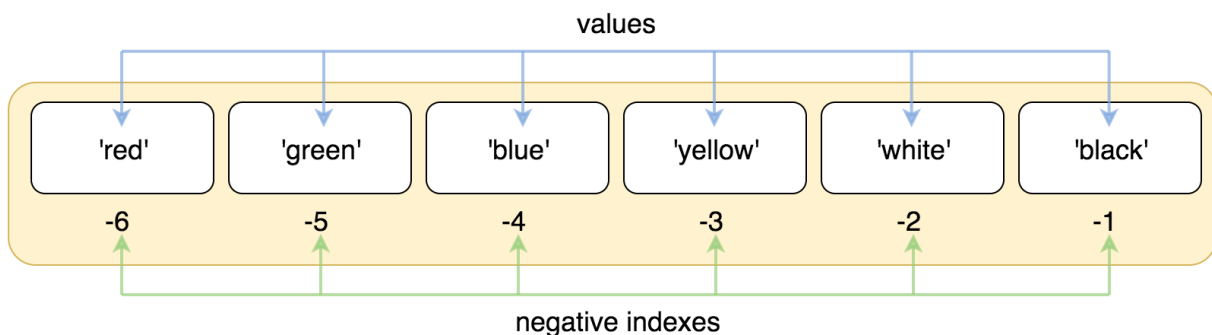 values
'red' 'green' 'blue' 'yellow' 'white' 'black'
-6 -5 -4 -3 -2 -1
negative indexes